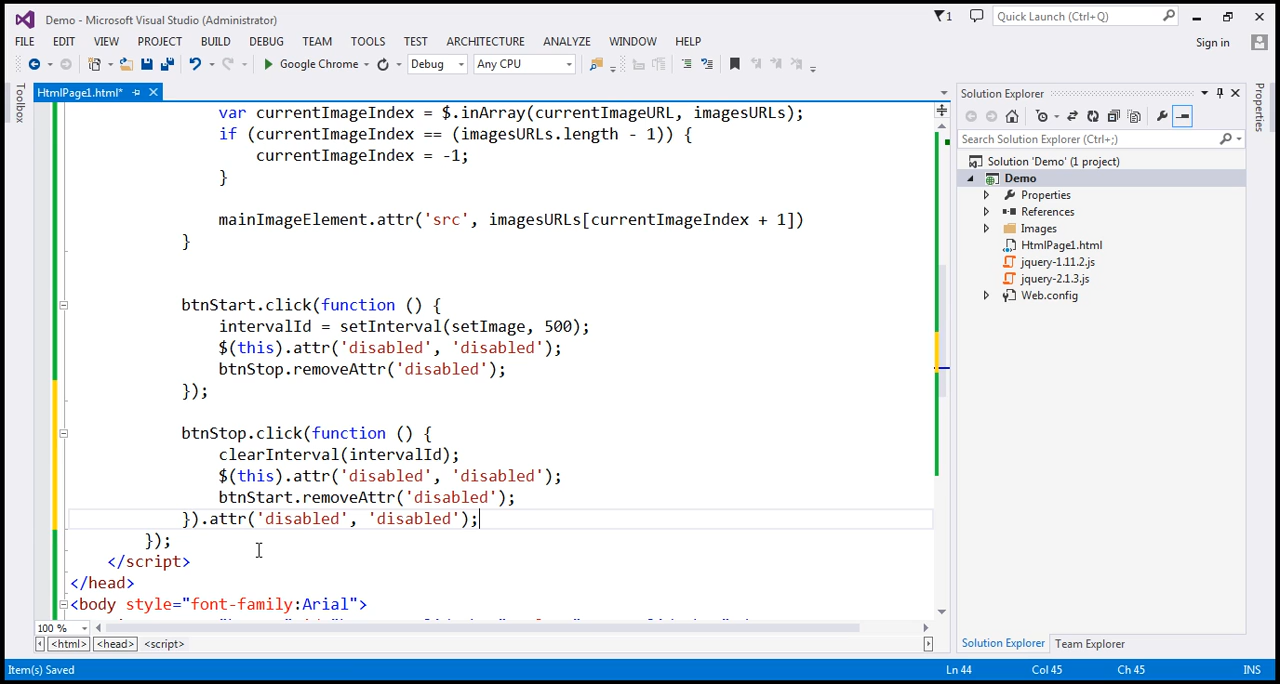 Demo - Microsoft Visual Studio (Administrator)
1
Quick Launch (Ctrl+Q)
FILE EDIT VIEW PROJECT BUILD DEBUG TEAM TOOLS TEST ARCHITECTURE ANALYZE WINDOW HELP
Sign in
Google Chrome
Debug
Any CPU
Toolbox
HtmlPage1.html*
Solution Explorer
Properties
Search Solution Explorer (Ctrl+;)
Solution 'Demo' (1 project)
Demo
Properties
References
Images
HtmlPage1.html
jquery-1.11.2.js
jquery-2.1.3.js
Web.config
var currentImageIndex = $.inArray(currentImageURL, imagesURLs);
if (currentImageIndex == (imagesURLs.length - 1)) {
currentImageIndex = -1;
}
mainImageElement.attr('src', imagesURLs[currentImageIndex + 1])
}
btnStart.click(function () {
intervalId = setInterval(setImage, 500);
$(this).attr('disabled', 'disabled');
btnStop.removeAttr('disabled');
});
btnStop.click(function () {
clearInterval(intervalId);
$(this).attr('disabled', 'disabled');
btnStart.removeAttr('disabled');
}).attr('disabled', 'disabled');
});
</script>
</head>
<body style="font-family:Arial">
100 %
<html> <head> <script>
Solution Explorer Team Explorer
Item(s) Saved
Ln 44 Col 45 Ch 45 INS